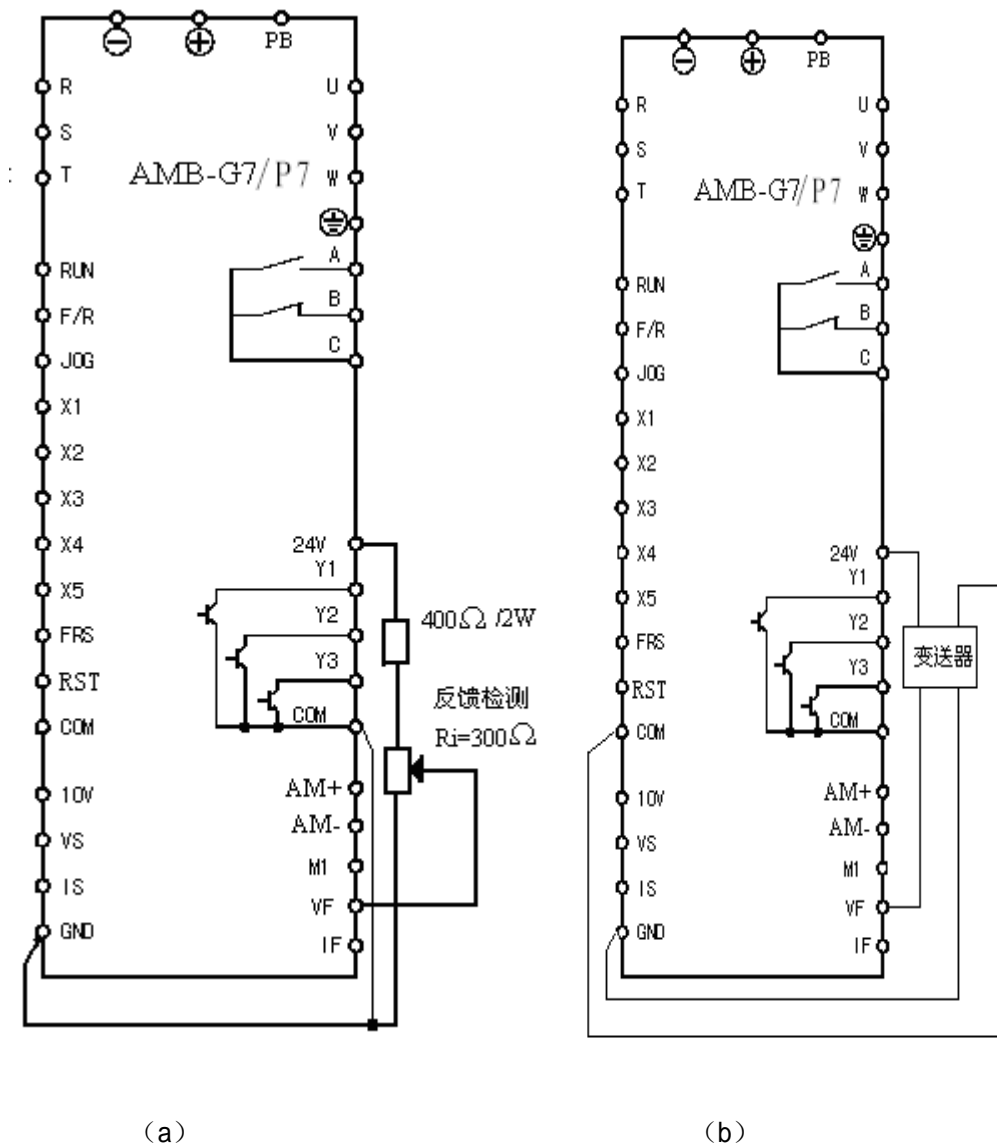 PB
R
U
S
V
:
T
AMB-G7/P7
W
A
RUN
B
F/R
C
JOG
X1
X2
X3
X4
24V
Y1
X5
400Ω /2W
Y2
FRS
Y3
RST
反馈检测
COM
COM
Ri=300Ω
10V
AM+
AM-
VS
M1
IS
VF
GND
IF
(a)
PB
R
U
S
V
T
AMB-G7/P7
W
A
RUN
B
F/R
C
JOG
X1
X2
X3
X4
24V
Y1
X5
Y2
FRS
变送器
Y3
RST
COM
COM
10V
AM+
AM-
VS
M1
IS
VF
GND
IF
(b)